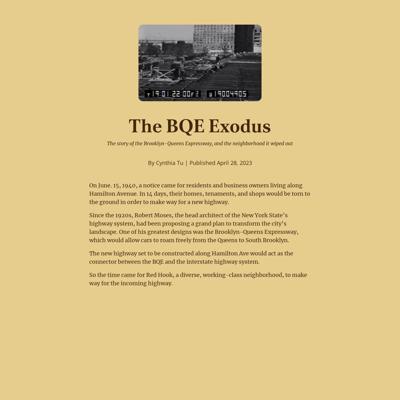 The BQE Exodus
The story of the Brooklyn-Queens Expressway, and the neighborhood it wiped out
By Cynthia Tu | Published April 28, 2023
On June. 15, 1940, a notice came for residents and business owners living along
Hamilton Avenue. In 14 days, their homes, tenaments, and shops would be torn to
the ground in order to make way for a new highway.
Since the 1920s, Robert Moses, the head architect of the New York State's
highway system, had been proposing a grand plan to transform the city's
landscape. One of his greatest designs was the Brooklyn-Queens Expressway,
which would allow cars to roam freely from the Queens to South Brooklyn.
The new highway set to be constructed along Hamilton Ave would act as the
connector between the BQE and the interstate highway system.
So the time came for Red Hook, a diverse, working-class neighborhood, to make
way for the incoming highway.